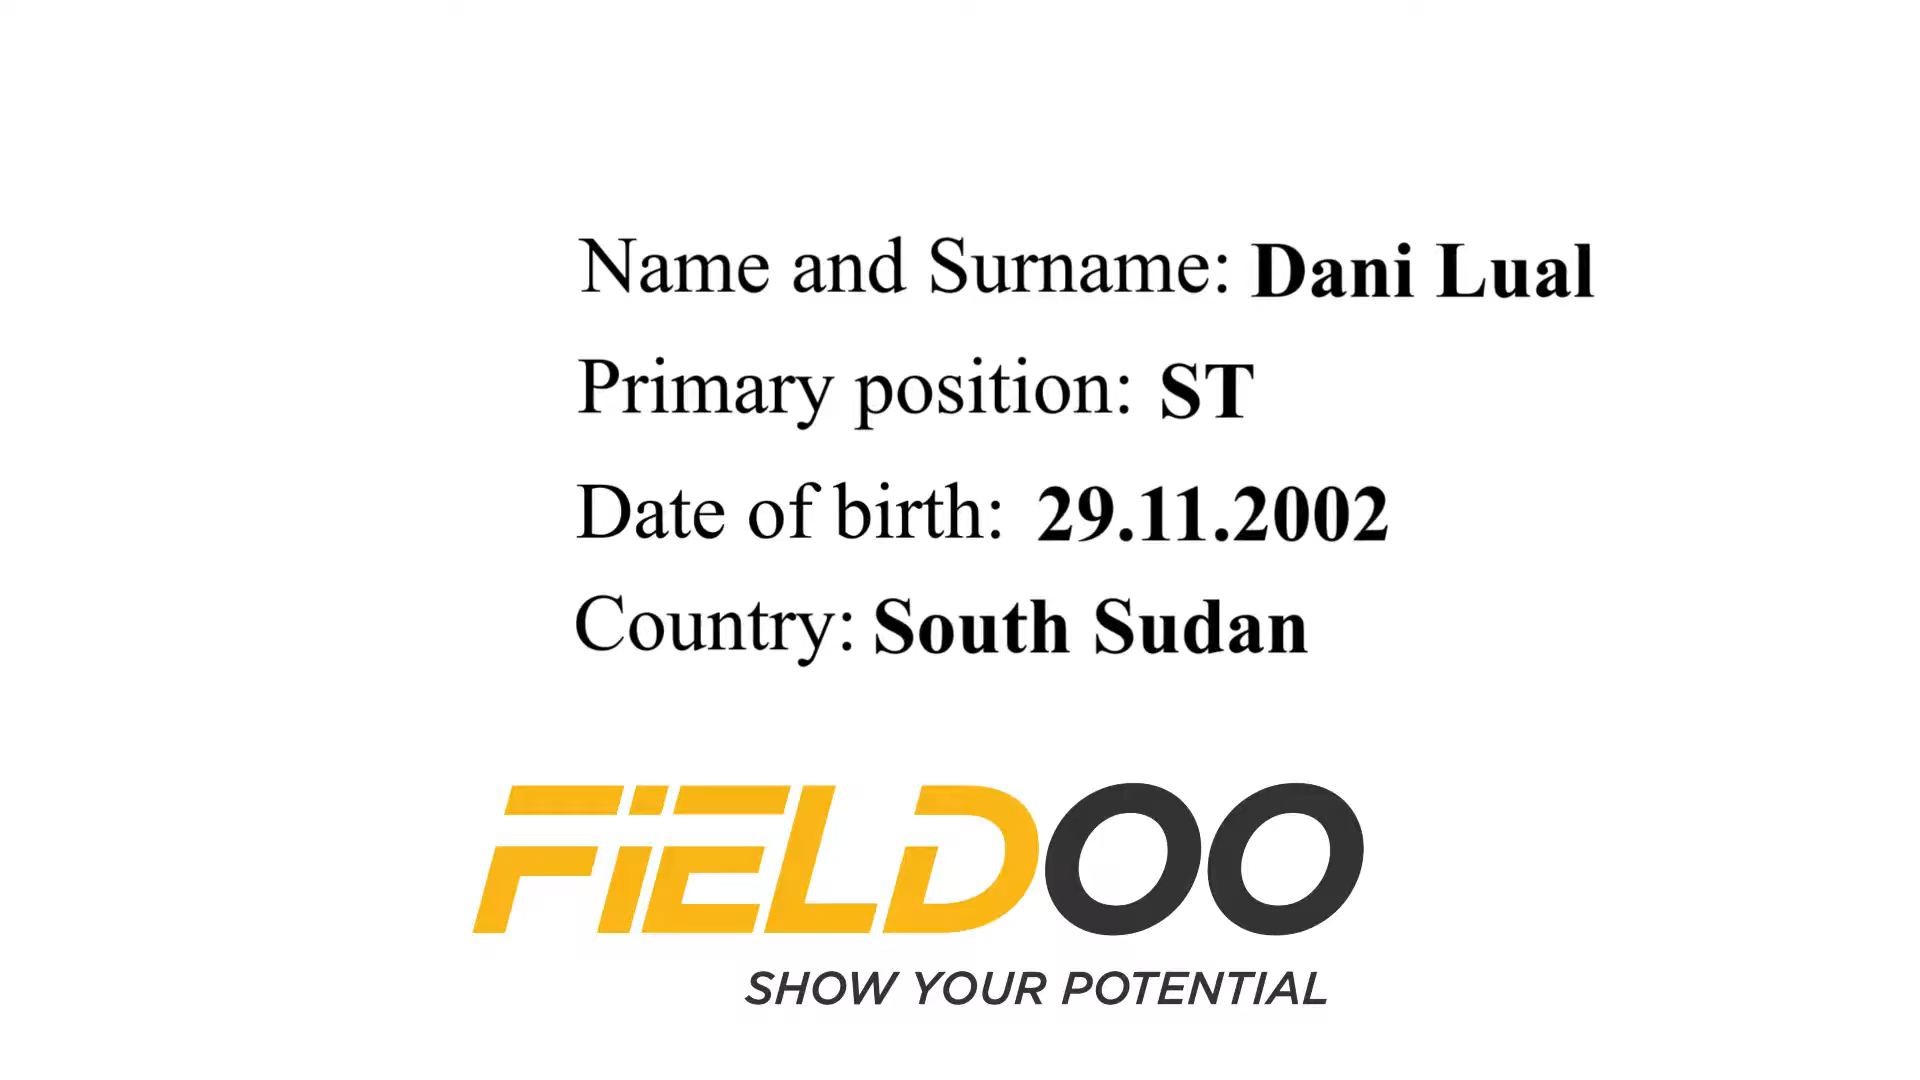 Name and Surname: Dani Lual
Primary position: ST
Date of birth: 29.11.2002
Country: South Sudan
FiELDOO
SHOW YOUR POTENTIAL